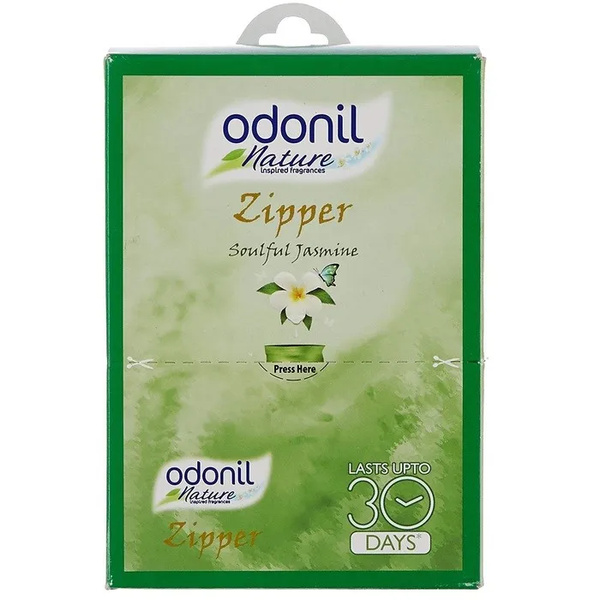 odonil
Nature
inspired fragrances
Zipper
Soulful Jasmine
Press Here
odonil
Nature
inspired fragrances
Zipper
LASTS UPTO
30
DAYS*